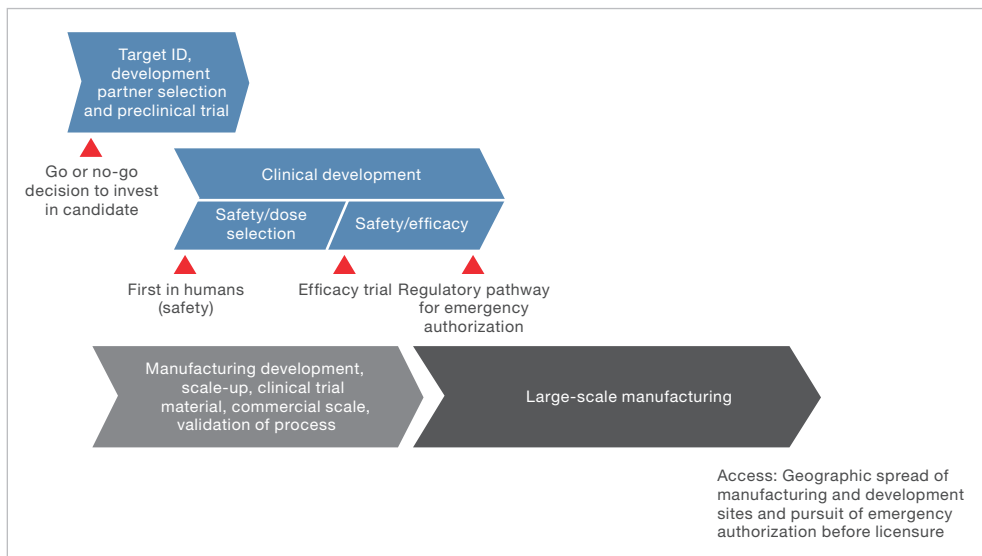 Target ID,
development
partner selection
and preclinical trial
Go or no-go
decision to invest
in candidate
Clinical development
Safety/dose
selection
Safety/efficacy
First in humans
(safety)
Efficacy trial
Regulatory pathway
for emergency
authorization
Manufacturing development,
scale-up, clinical trial
material, commercial scale,
validation of process
Large-scale manufacturing
Access: Geographic spread of
manufacturing and development
sites and pursuit of emergency
authorization before licensure